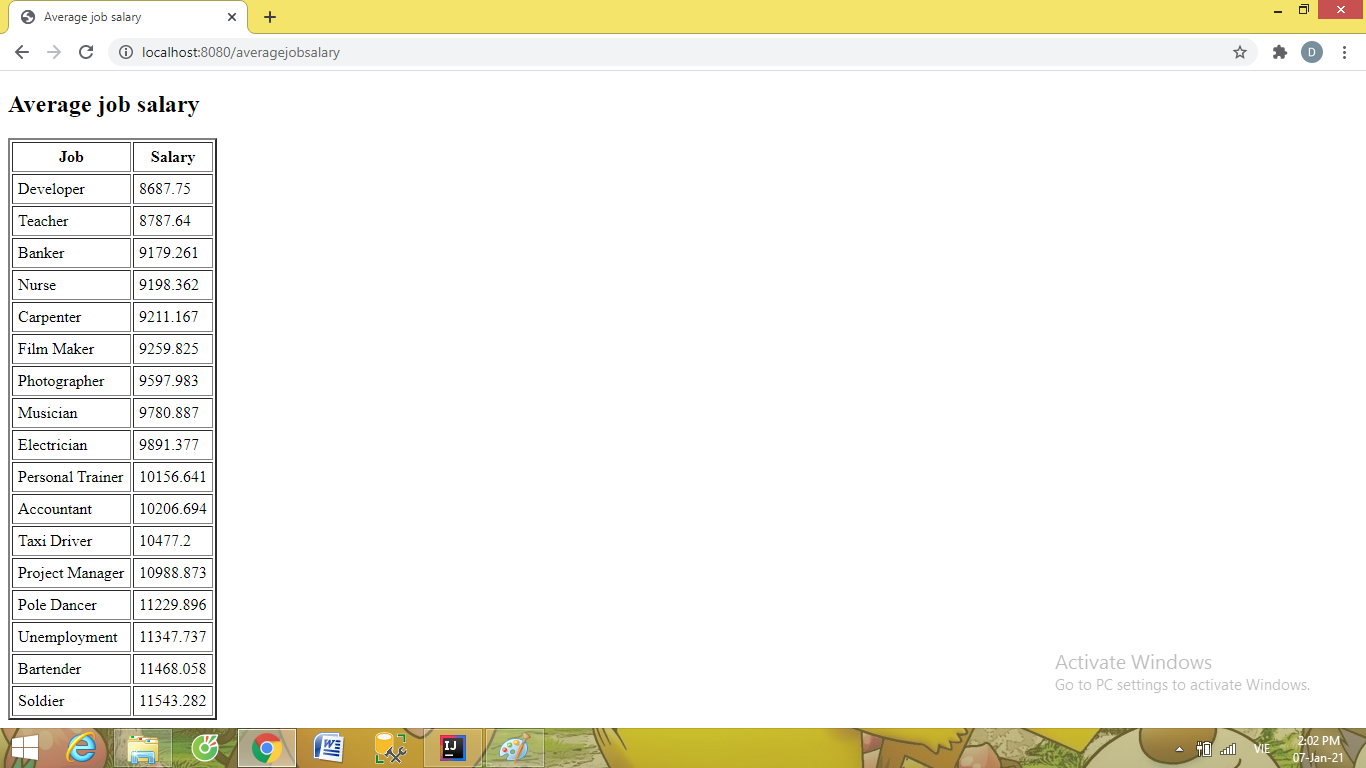 Average job salary
localhost:8080/averagejobsalary
D
Average job salary
Job Salary
Developer 8687.75
Teacher 8787.64
Banker 9179.261
Nurse 9198.362
Carpenter 9211.167
Film Maker 9259.825
Photographer 9597.983
Musician 9780.887
Electrician 9891.377
Personal Trainer 10156.641
Accountant 10206.694
Taxi Driver 10477.2
Project Manager 10988.873
Pole Dancer 11229.896
Unemployment 11347.737
Bartender 11468.058
Soldier 11543.282
Activate Windows
Go to PC settings to activate Windows.
IJ
VIE
2:02 PM
07-Jan-21